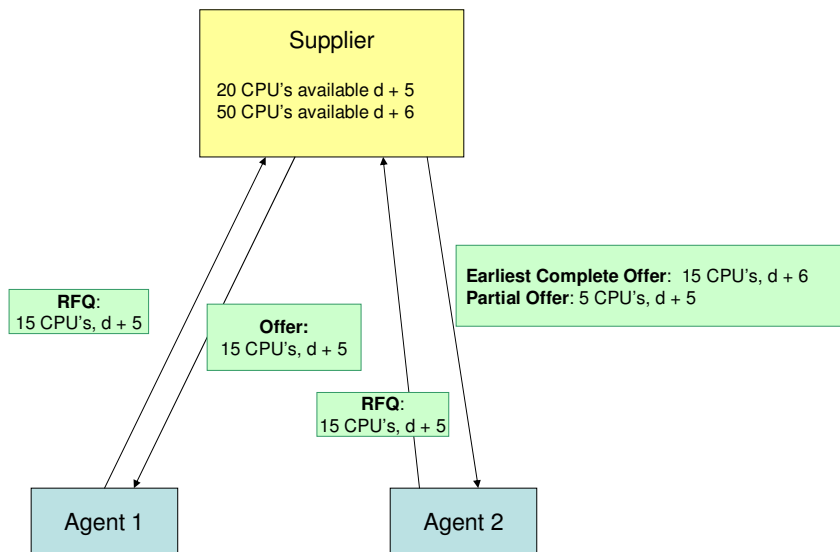 Supplier
20 CPU's available d + 5
50 CPU's available d + 6
Earliest Complete Offer: 15 CPU's, d + 6
Partial Offer: 5 CPU's, d + 5
RFQ:
15 CPU's, d + 5
Offer:
15 CPU's, d + 5
RFQ:
15 CPU's, d + 5
Agent 1
Agent 2